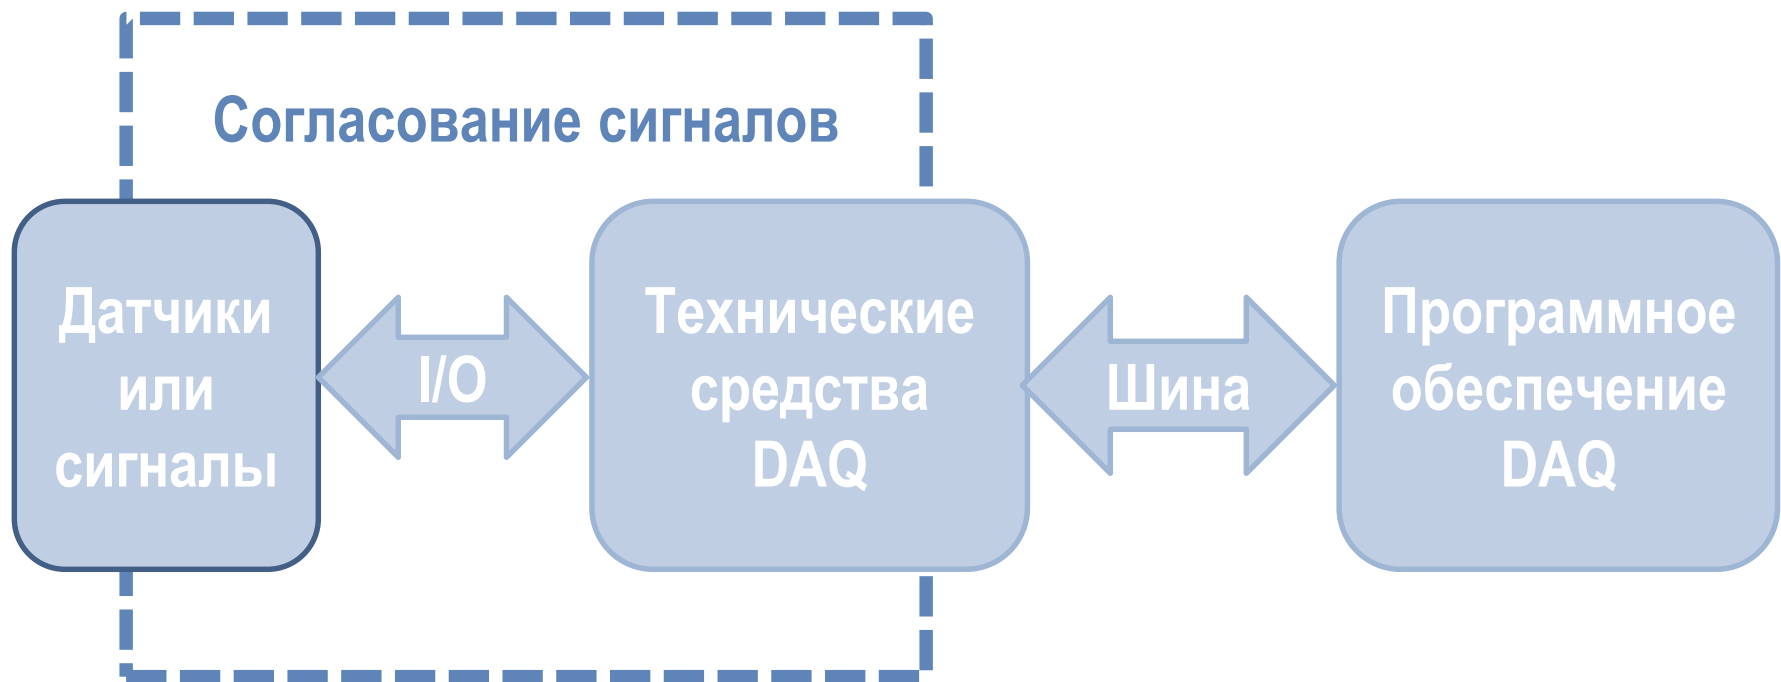 Согласование сигналов
Датчики
или
сигналы
I/O
Технические
средства
DAQ
Шина
Программное
обеспечение
DAQ